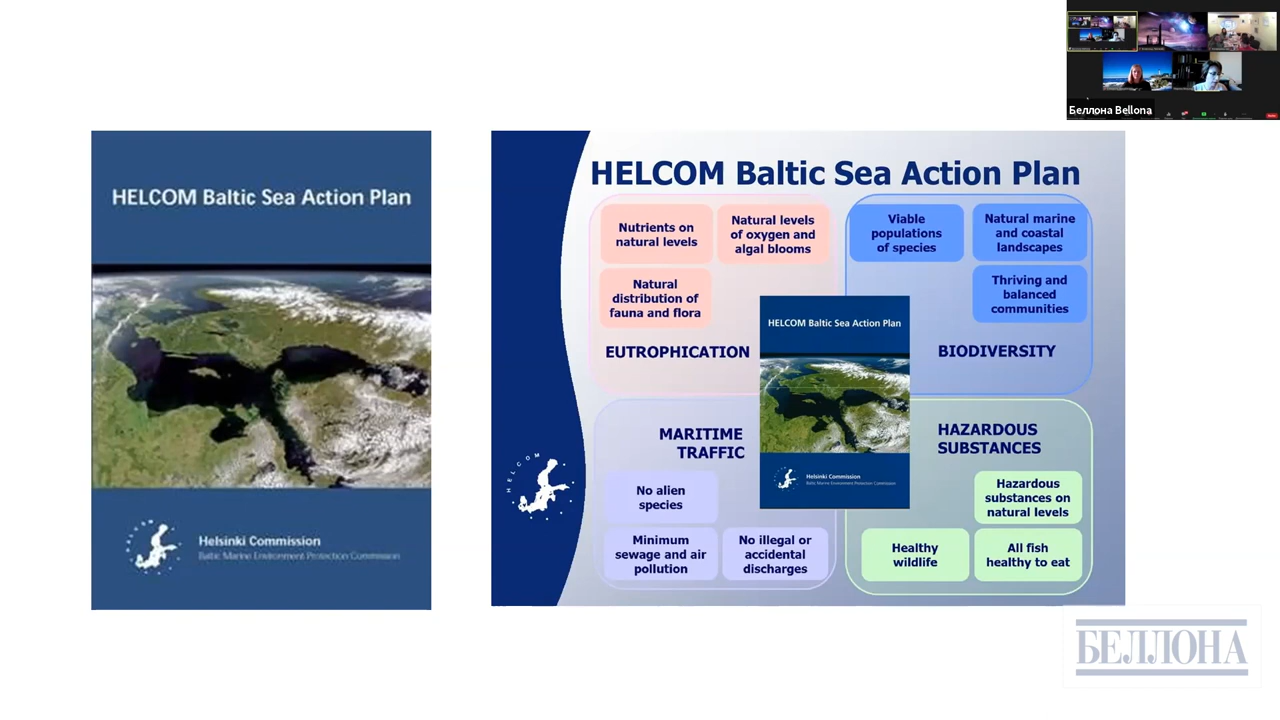 Беллона Bellona
HELCOM Baltic Sea Action Plan
Helsinki Commission
Baltic Marine Environment Protection Commission
HELCOM Baltic Sea Action Plan
Nutrients on
natural levels
Natural levels
of oxygen and
algal blooms
Natural
distribution of
fauna and flora
EUTROPHICATION
Viable
populations
of species
Natural marine
and coastal
landscapes
Thriving and
balanced
communities
BIODIVERSITY
HELCOM Baltic Sea Action Plan
Helsinki Commission
Baltic Marine Environment Protection Commission
MARITIME
TRAFFIC
No alien
species
Minimum
sewage and air
pollution
No illegal or
accidental
discharges
HAZARDOUS
SUBSTANCES
Hazardous
substances on
natural levels
Healthy
wildlife
All fish
healthy to eat
HELCOM
БЕЛЛОНА